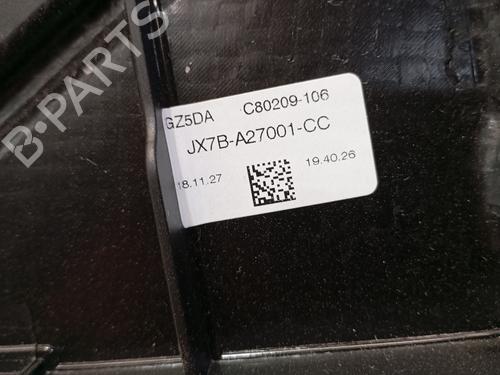 B-PARTS
GZ5DA C80209-106
JX7B-A27001-CC
18.11.27 19.40.26